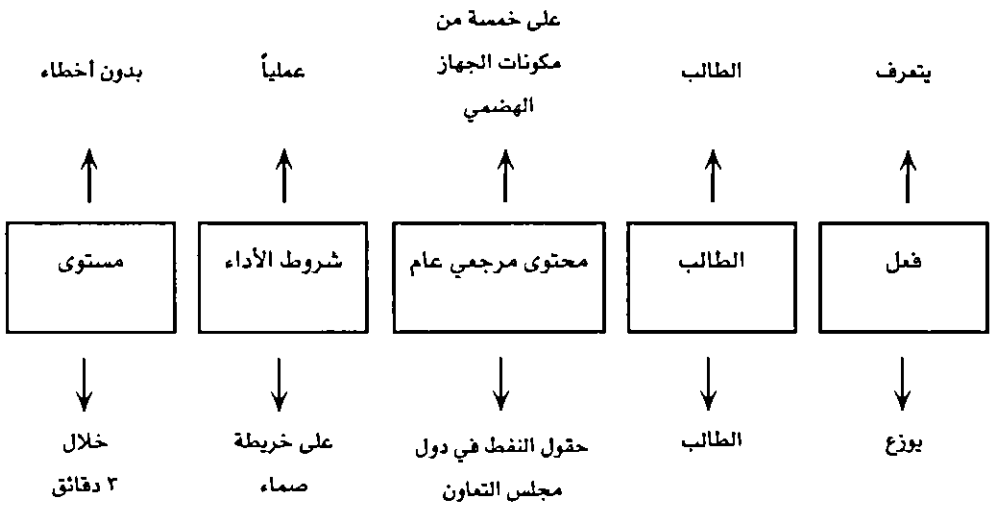 يتعرف
الطالب
على خمسة من
مكونات الجهاز
الهضمي
عملياً
بدون أخطاء
فعل
الطالب
محتوى مرجعي عام
شروط الأداء
مستوى
يوزع
الطالب
حقول النفط في دول
مجلس التعاون
على خريطة
صماء
خلال
٣ دقائق